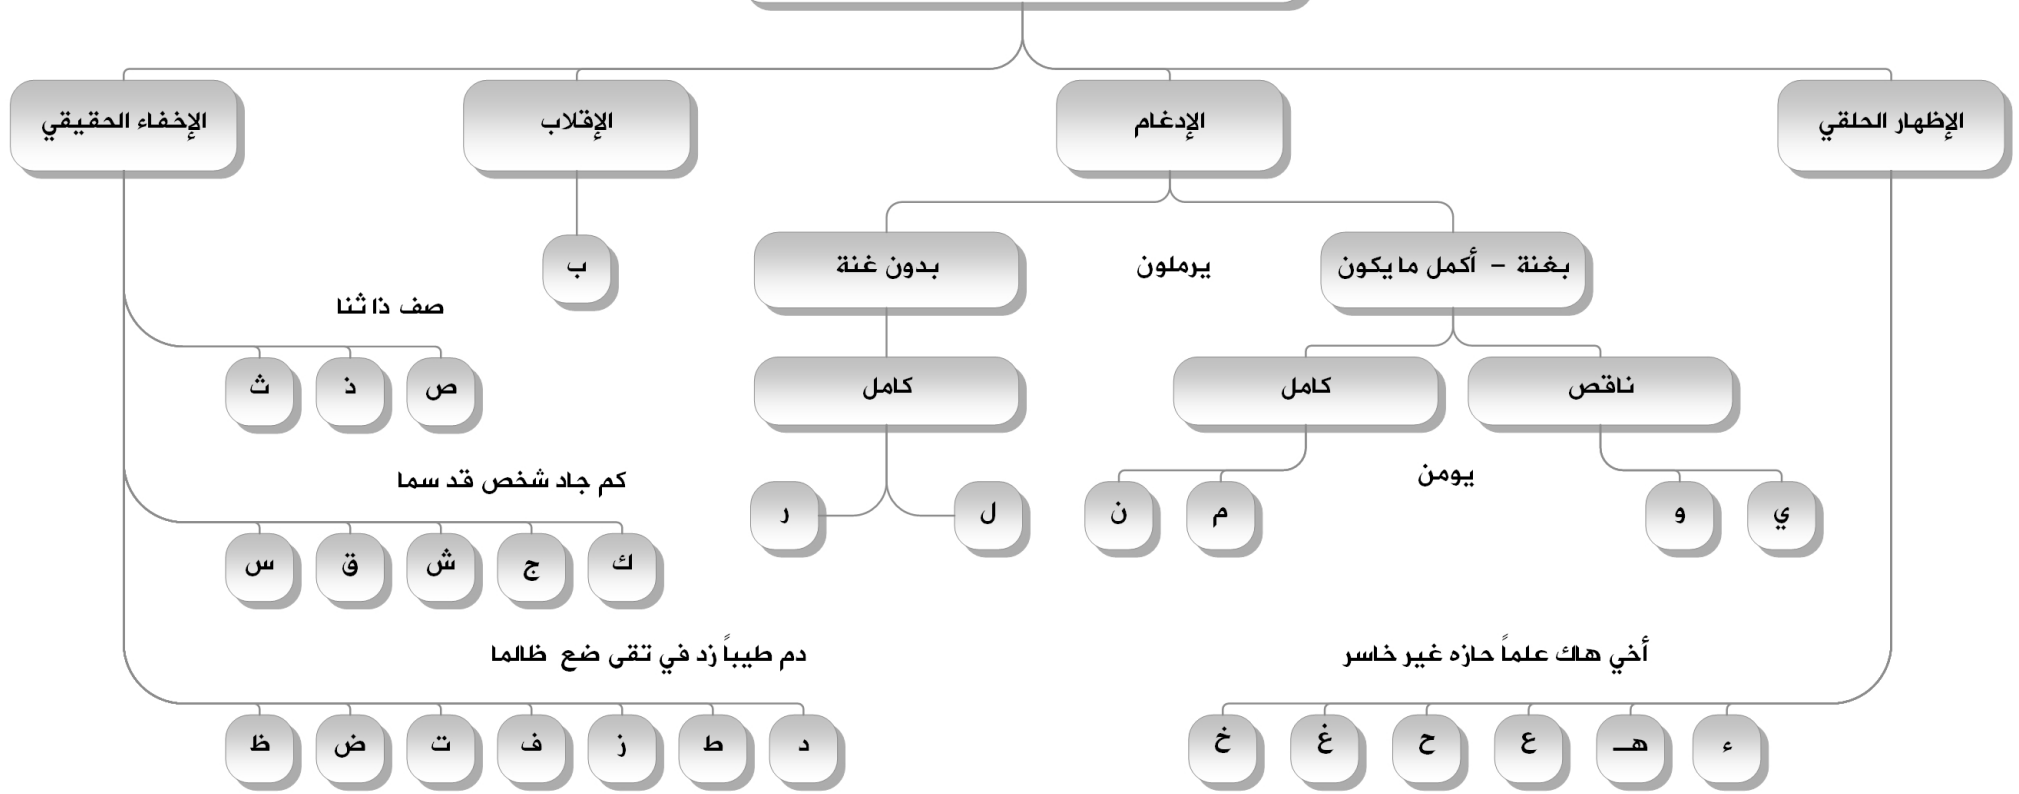 الإظهار الحلقي
الإدغام
الإقلاب
الإخفاء الحقيقي
بغنة – أكمل ما يكون
يرملون
بدون غنة
ب
صف ذا ثنا
ناقص
كامل
كامل
ص ذ ث
يومن
كم جاد شخص قد سما
ي و م ن
ل ر
ك ج ش ق س
أخي هاك علماً حازه غير خاسر
دم طيباً زد في تقى ضع ظالما
ء هـ ع ح غ خ
د ط ز ف ت ض ظ